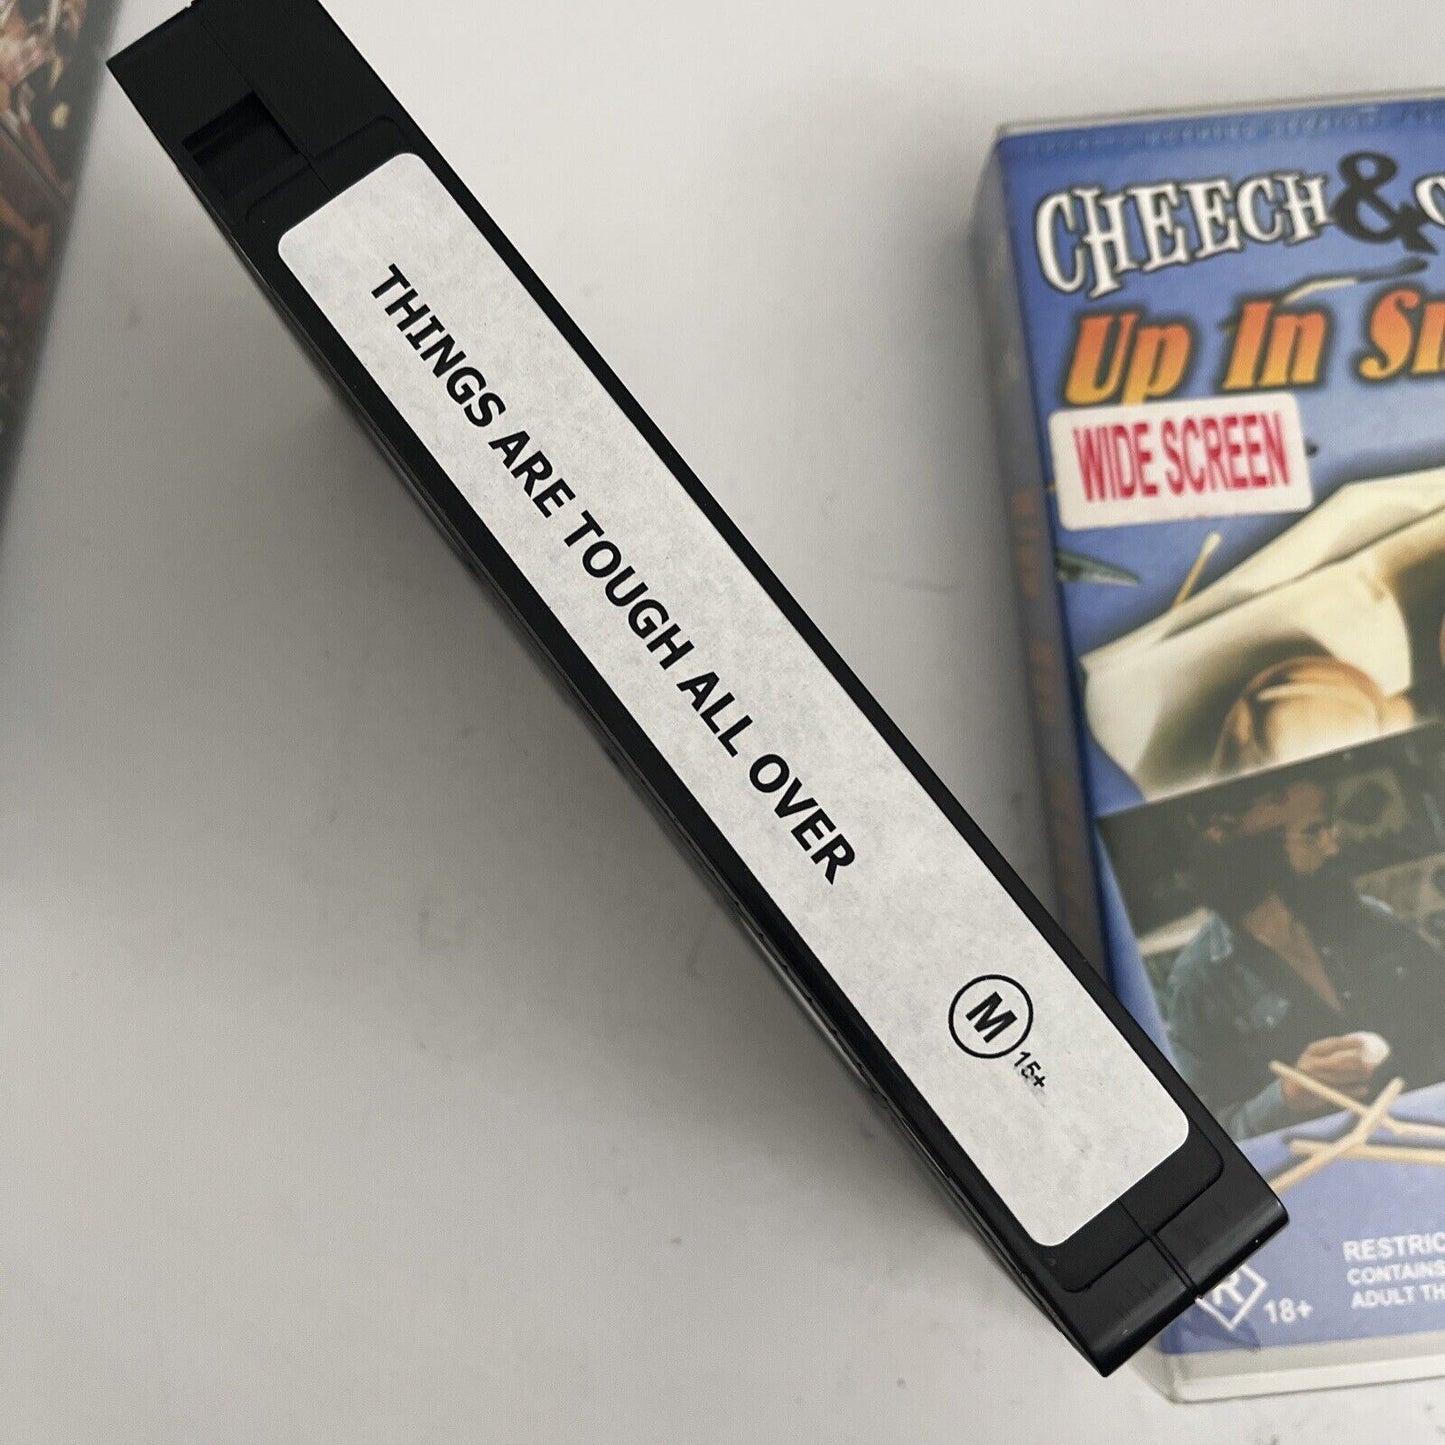 THINGS ARE TOUGH ALL OVER
M
15+
CHEECH &
Up In
WIDE SCREEN
R
18+
RESTRIC
CONTAINS
ADULT TH